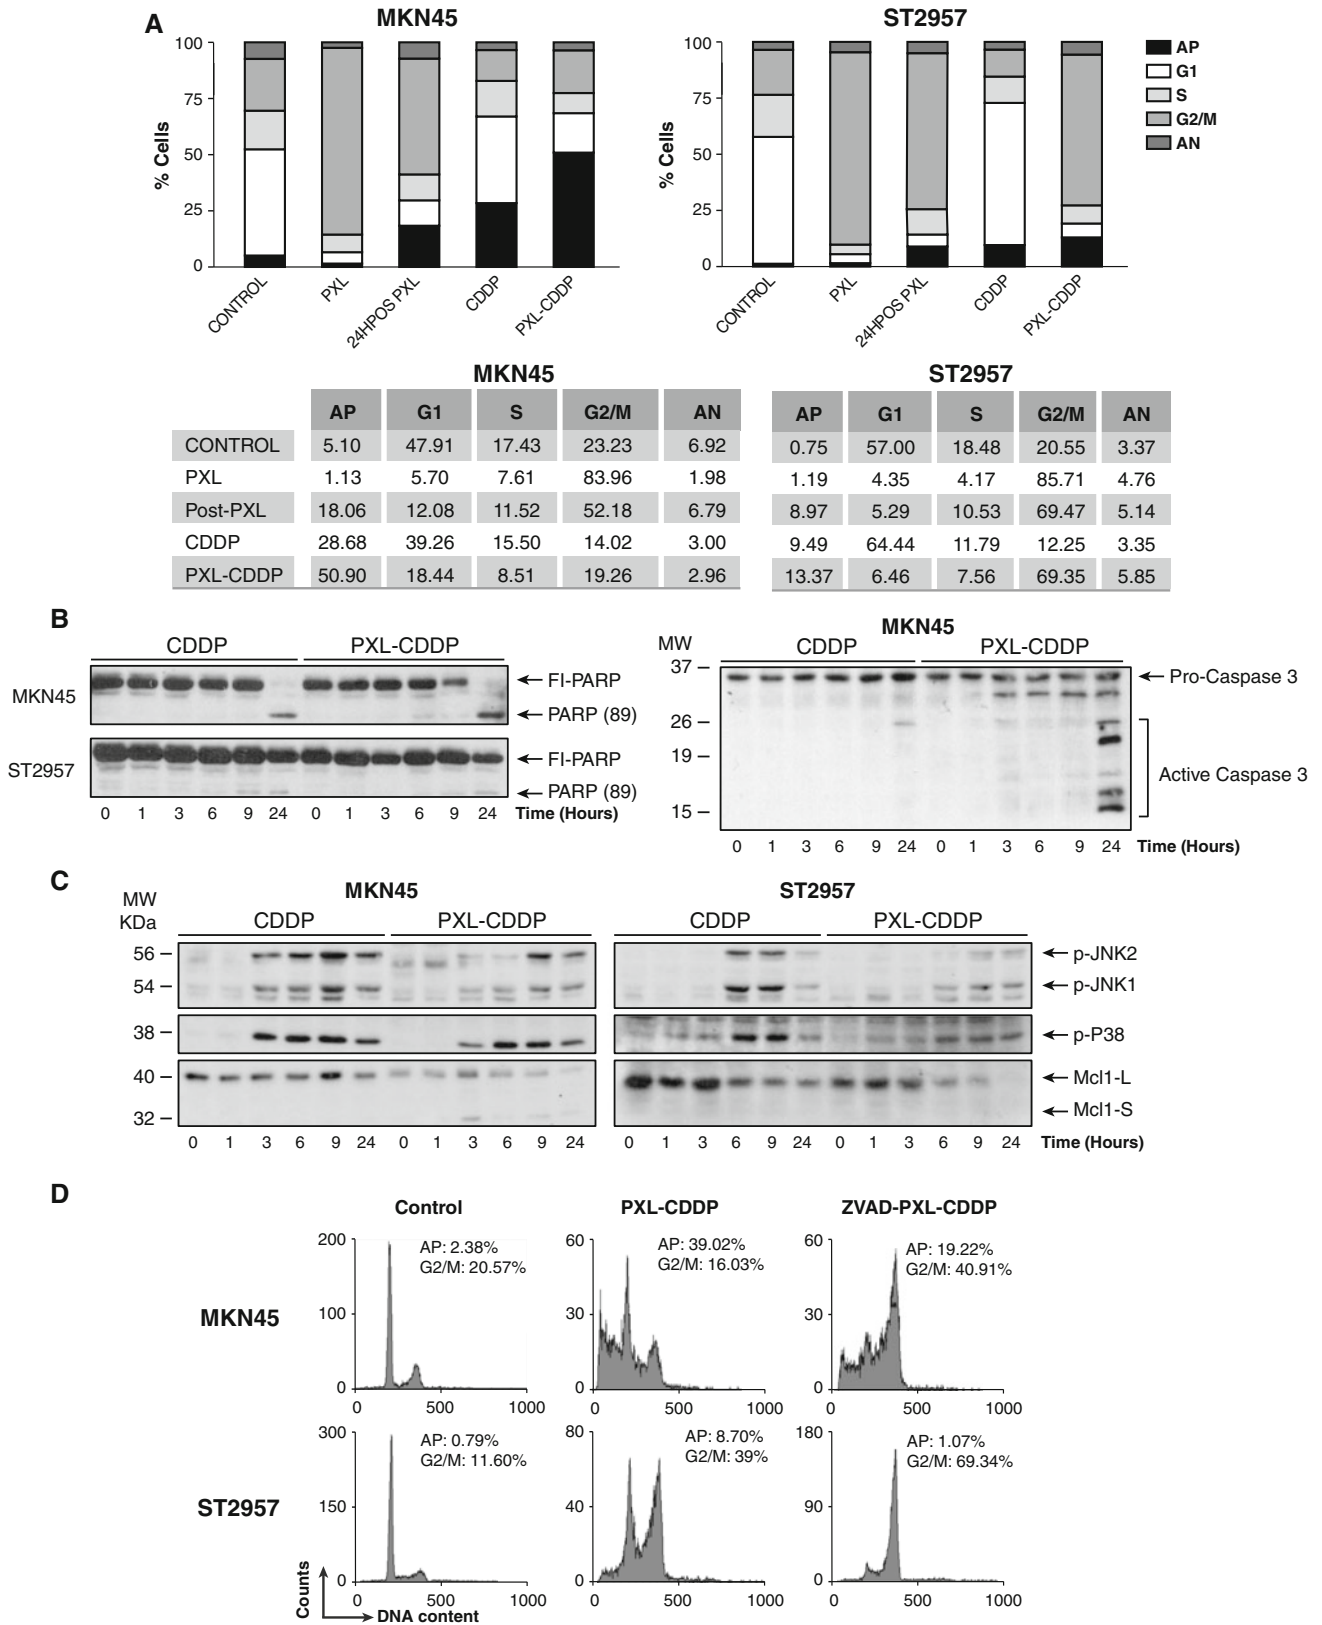 A
MKN45
ST2957
100
75
50
25
0
% Cells
CONTROL
PXL
24HPOS PXL
CDDP
PXL-CDDP
100
75
50
25
0
% Cells
CONTROL
PXL
24HPOS PXL
CDDP
PXL-CDDP
AP
G1
S
G2/M
AN
MKN45
ST2957
AP G1 S G2/M AN AP G1 S G2/M AN
CONTROL 5.10 47.91 17.43 23.23 6.92 0.75 57.00 18.48 20.55 3.37
PXL 1.13 5.70 7.61 83.96 1.98 1.19 4.35 4.17 85.71 4.76
Post-PXL 18.06 12.08 11.52 52.18 6.79 8.97 5.29 10.53 69.47 5.14
CDDP 28.68 39.26 15.50 14.02 3.00 9.49 64.44 11.79 12.25 3.35
PXL-CDDP 50.90 18.44 8.51 19.26 2.96 13.37 6.46 7.56 69.35 5.85
B
CDDP PXL-CDDP
MKN45
FI-PARP
PARP (89)
ST2957
FI-PARP
PARP (89)
0 1 3 6 9 24 0 1 3 6 9 24 Time (Hours)
MKN45
MW CDDP PXL-CDDP
37
26
19
15
Pro-Caspase 3
Active Caspase 3
0 1 3 6 9 24 0 1 3 6 9 24 Time (Hours)
C
MW
KDa
MKN45
ST2957
CDDP PXL-CDDP CDDP PXL-CDDP
56
54
38
40
32
p-JNK2
p-JNK1
p-P38
Mcl1-L
Mcl1-S
0 1 3 6 9 24 0 1 3 6 9 24 0 1 3 6 9 24 0 1 3 6 9 24 Time (Hours)
D
Control PXL-CDDP ZVAD-PXL-CDDP
MKN45
200
100
0
AP: 2.38%
G2/M: 20.57%
0 500 1000
60
30
0
AP: 39.02%
G2/M: 16.03%
0 500 1000
60
30
0
AP: 19.22%
G2/M: 40.91%
0 500 1000
ST2957
300
150
0
AP: 0.79%
G2/M: 11.60%
0 500 1000
80
40
0
AP: 8.70%
G2/M: 39%
0 500 1000
180
90
0
AP: 1.07%
G2/M: 69.34%
0 500 1000
Counts
DNA content